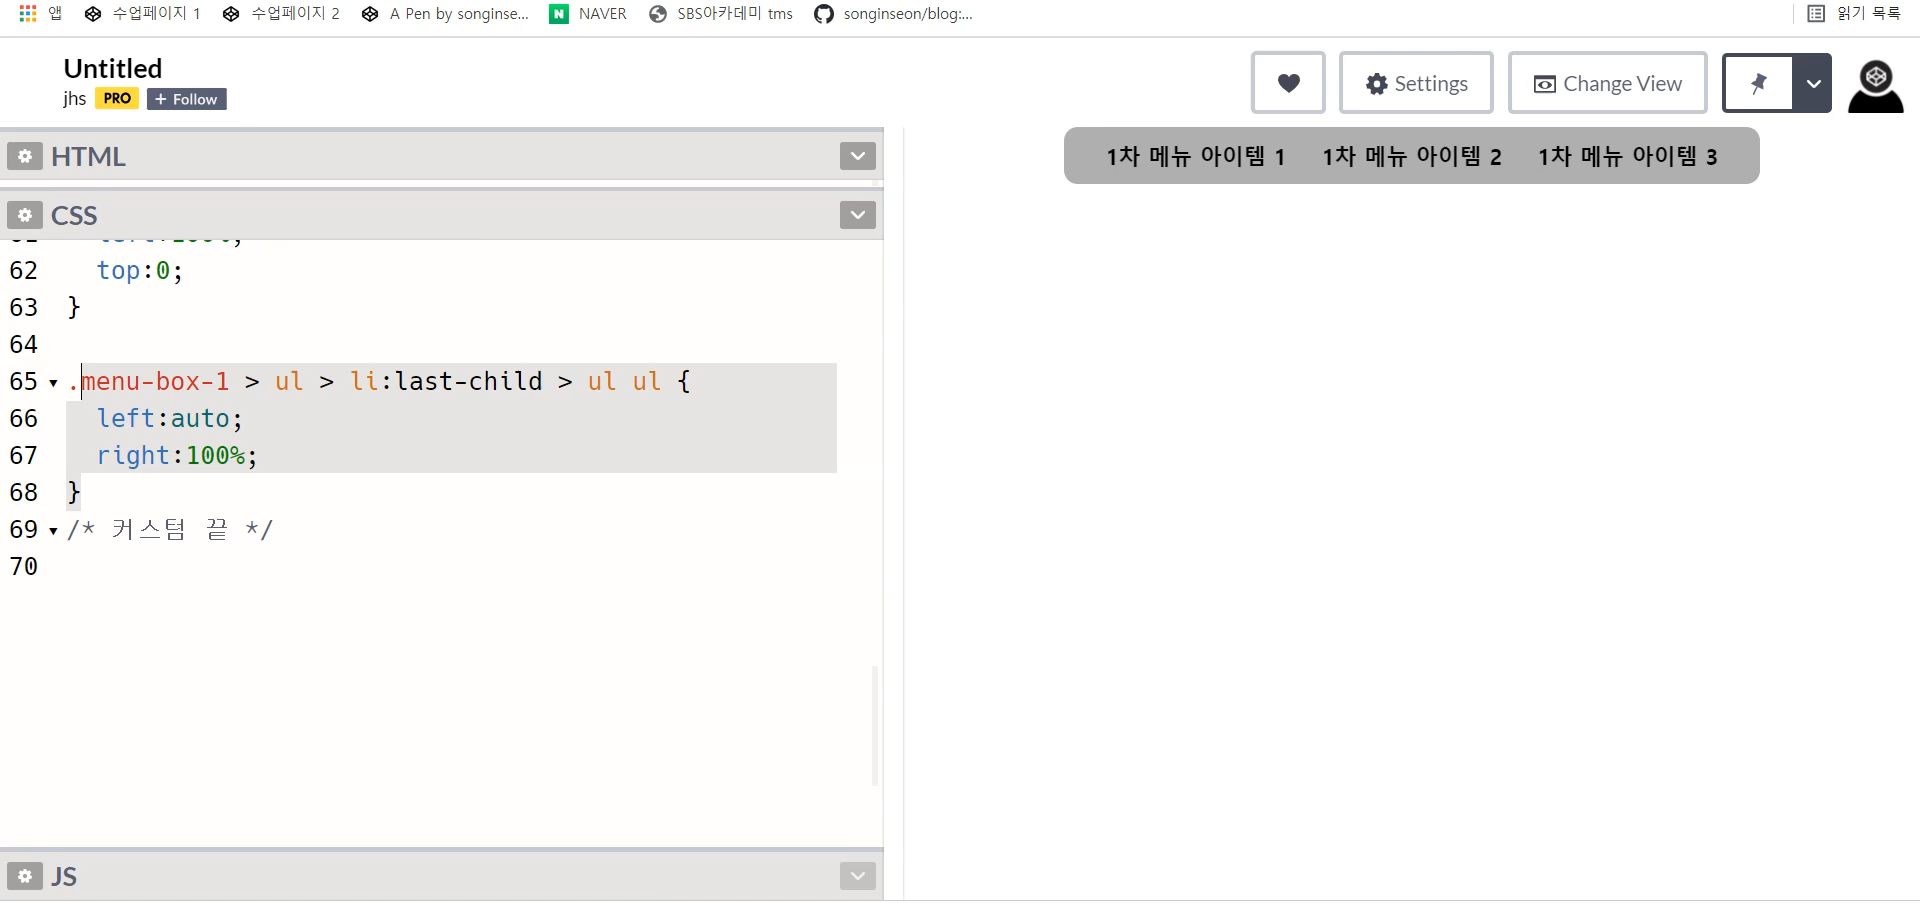 앱 수업페이지 1 수업페이지 2 A Pen by songinse... N NAVER SBS아카데미 tms songinseon/blog:... 읽기 목록
Untitled
jhs PRO + Follow
Settings Change View
HTML
1차 메뉴 아이템 1 1차 메뉴 아이템 2 1차 메뉴 아이템 3
CSS
62 top:0;
63 }
64
65 .menu-box-1 > ul > li:last-child > ul ul {
66 left:auto;
67 right:100%;
68 }
69 /* 커스텀 끝 */
70
JS